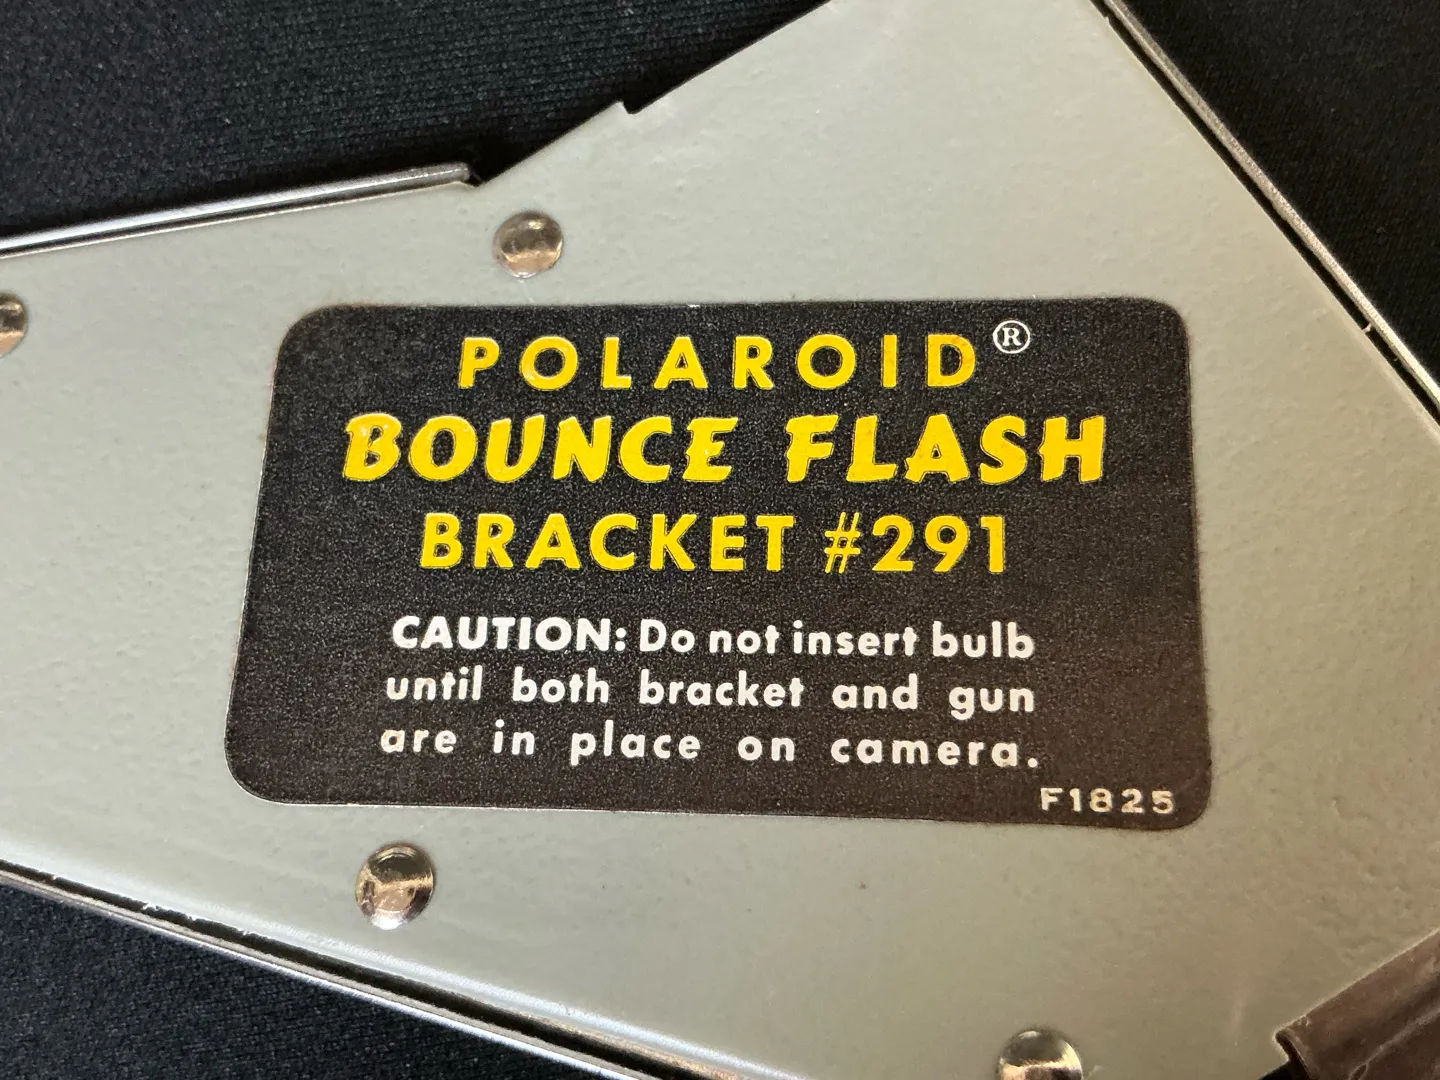 POLAROID®
BOUNCE FLASH
BRACKET #291
CAUTION: Do not insert bulb
until both bracket and gun
are in place on camera.
F1825